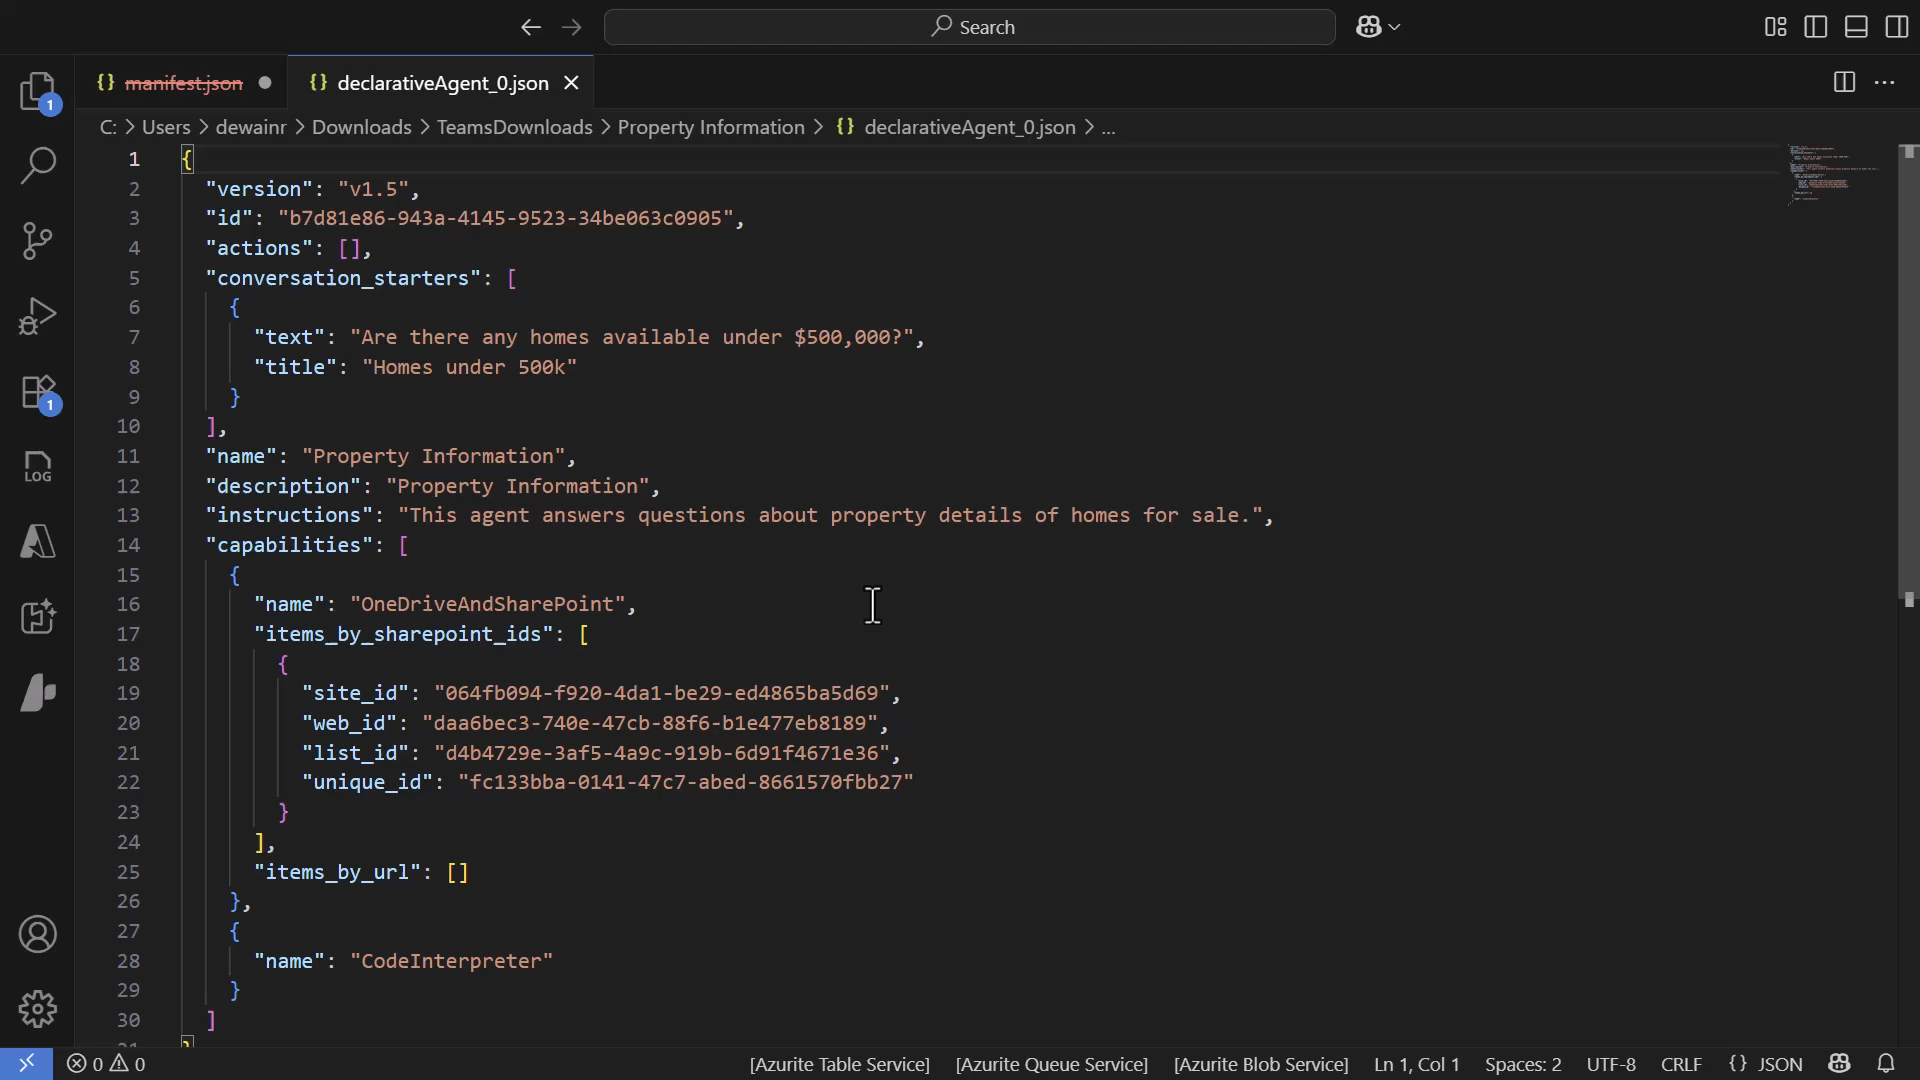 Search
{} manifest.json
{} declarativeAgent_0.json
C: > Users > dewainr > Downloads > TeamsDownloads > Property Information > {} declarativeAgent_0.json > ...
1 {
2 "version": "v1.5",
3 "id": "b7d81e86-943a-4145-9523-34be063c0905",
4 "actions": [],
5 "conversation_starters": [
6 {
7 "text": "Are there any homes available under $500,000?",
8 "title": "Homes under 500k"
9 }
10 ],
11 "name": "Property Information",
12 "description": "Property Information",
13 "instructions": "This agent answers questions about property details of homes for sale.",
14 "capabilities": [
15 {
16 "name": "OneDriveAndSharePoint",
17 "items_by_sharepoint_ids": [
18 {
19 "site_id": "064fb094-f920-4da1-be29-ed4865ba5d69",
20 "web_id": "daa6bec3-740e-47cb-88f6-b1e477eb8189",
21 "list_id": "d4b4729e-3af5-4a9c-919b-6d91f4671e36",
22 "unique_id": "fc133bba-0141-47c7-abed-8661570fbb27"
23 }
24 ],
25 "items_by_url": []
26 },
27 {
28 "name": "CodeInterpreter"
29 }
30 ]
31 }
1
1
LOG
0 0
[Azurite Table Service] [Azurite Queue Service] [Azurite Blob Service] Ln 1, Col 1 Spaces: 2 UTF-8 CRLF {} JSON